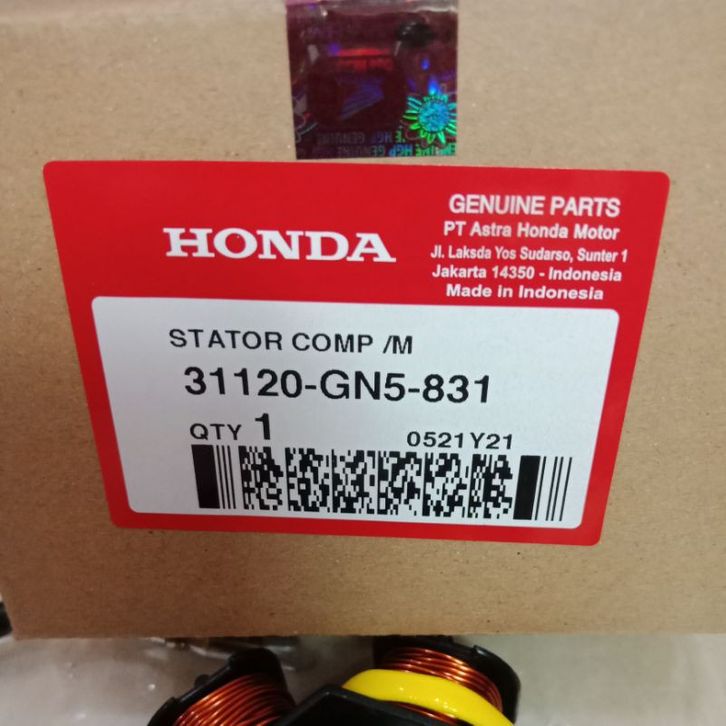 HONDA
GENUINE PARTS
PT Astra Honda Motor
Jl. Laksda Yos Sudarso, Sunter 1
Jakarta 14350 - Indonesia
Made in Indonesia
STATOR COMP /M
31120-GN5-831
QTY 1
0521Y21